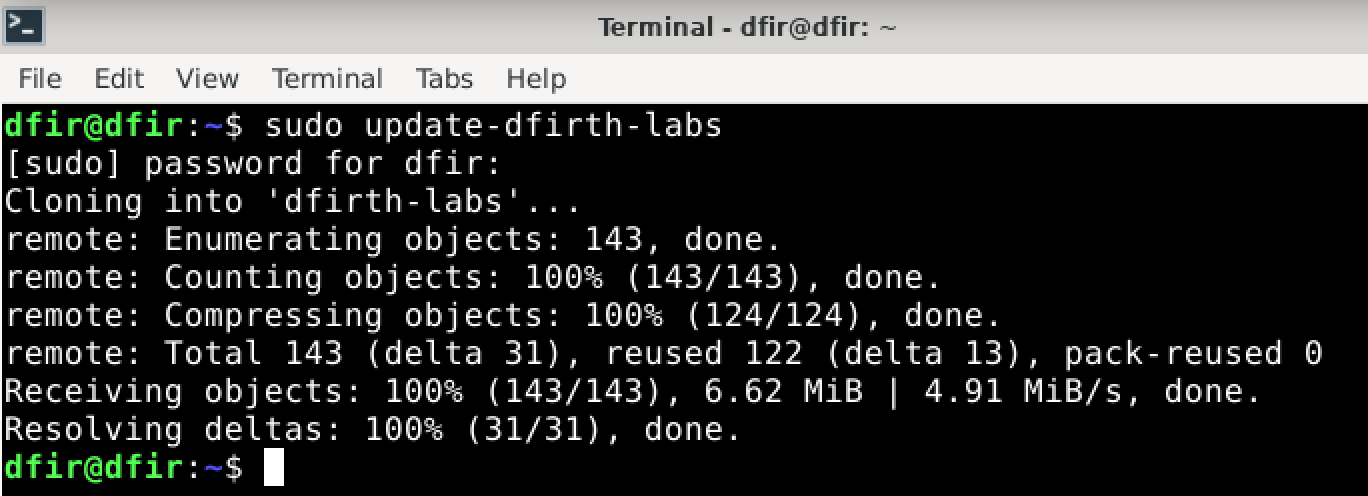 Terminal - dfir@dfir: ~
File Edit View Terminal Tabs Help
dfir@dfir:~$ sudo update-dfirth-labs
[sudo] password for dfir:
Cloning into 'dfirth-labs'...
remote: Enumerating objects: 143, done.
remote: Counting objects: 100% (143/143), done.
remote: Compressing objects: 100% (124/124), done.
remote: Total 143 (delta 31), reused 122 (delta 13), pack-reused 0
Receiving objects: 100% (143/143), 6.62 MiB | 4.91 MiB/s, done.
Resolving deltas: 100% (31/31), done.
dfir@dfir:~$